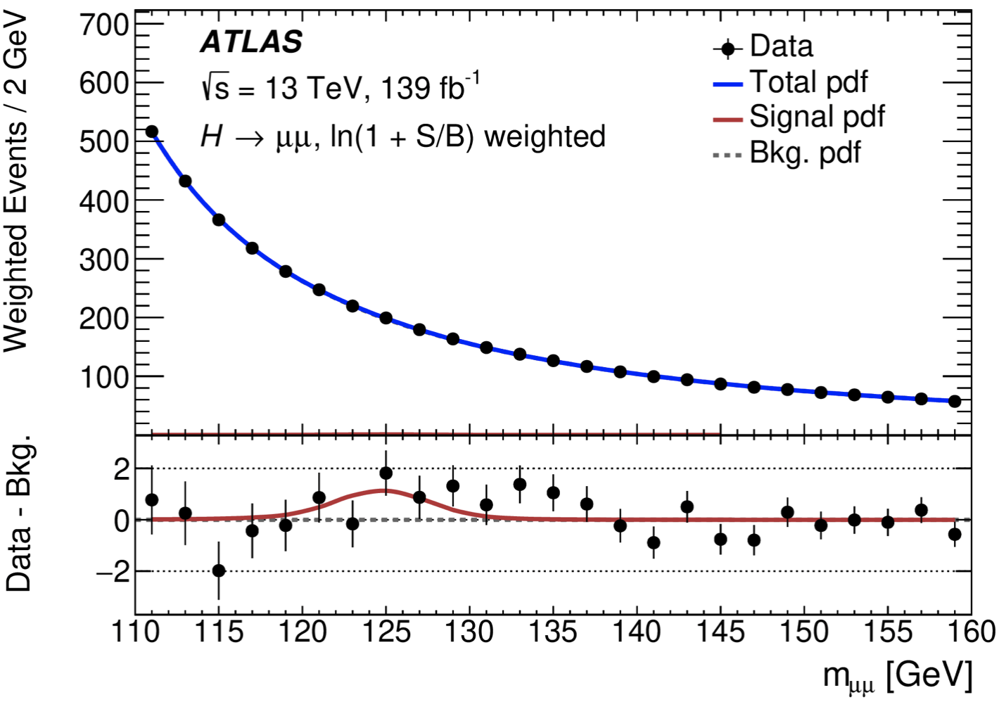 Weighted Events / 2 GeV
700
600
500
400
300
200
100
ATLAS
√s = 13 TeV, 139 fb⁻¹
H → μμ, ln(1 + S/B) weighted
Data
Total pdf
Signal pdf
Bkg. pdf
Data - Bkg.
2
0
−2
110 115 120 125 130 135 140 145 150 155 160
mμμ [GeV]